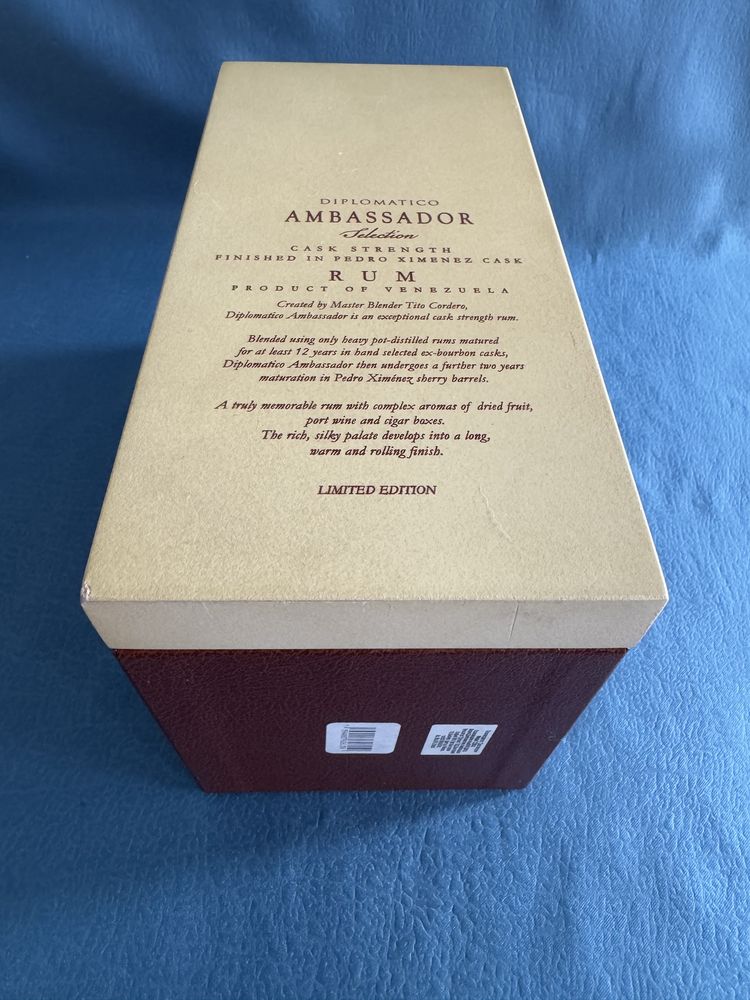 DIPLOMATICO
AMBASSADOR
Selection
CASK STRENGTH
FINISHED IN PEDRO XIMENEZ CASK
RUM
PRODUCT OF VENEZUELA
Created by Master Blender Tito Cordero,
Diplomatico Ambassador is an exceptional cask strength rum.
Blended using only heavy pot-distilled rums matured
for at least 12 years in hand selected ex-bourbon casks,
Diplomatico Ambassador then undergoes a further two years
maturation in Pedro Ximénez sherry barrels.
A truly memorable rum with complex aromas of dried fruit,
port wine and cigar boxes.
The rich, silky palate develops into a long,
warm and rolling finish.
LIMITED EDITION